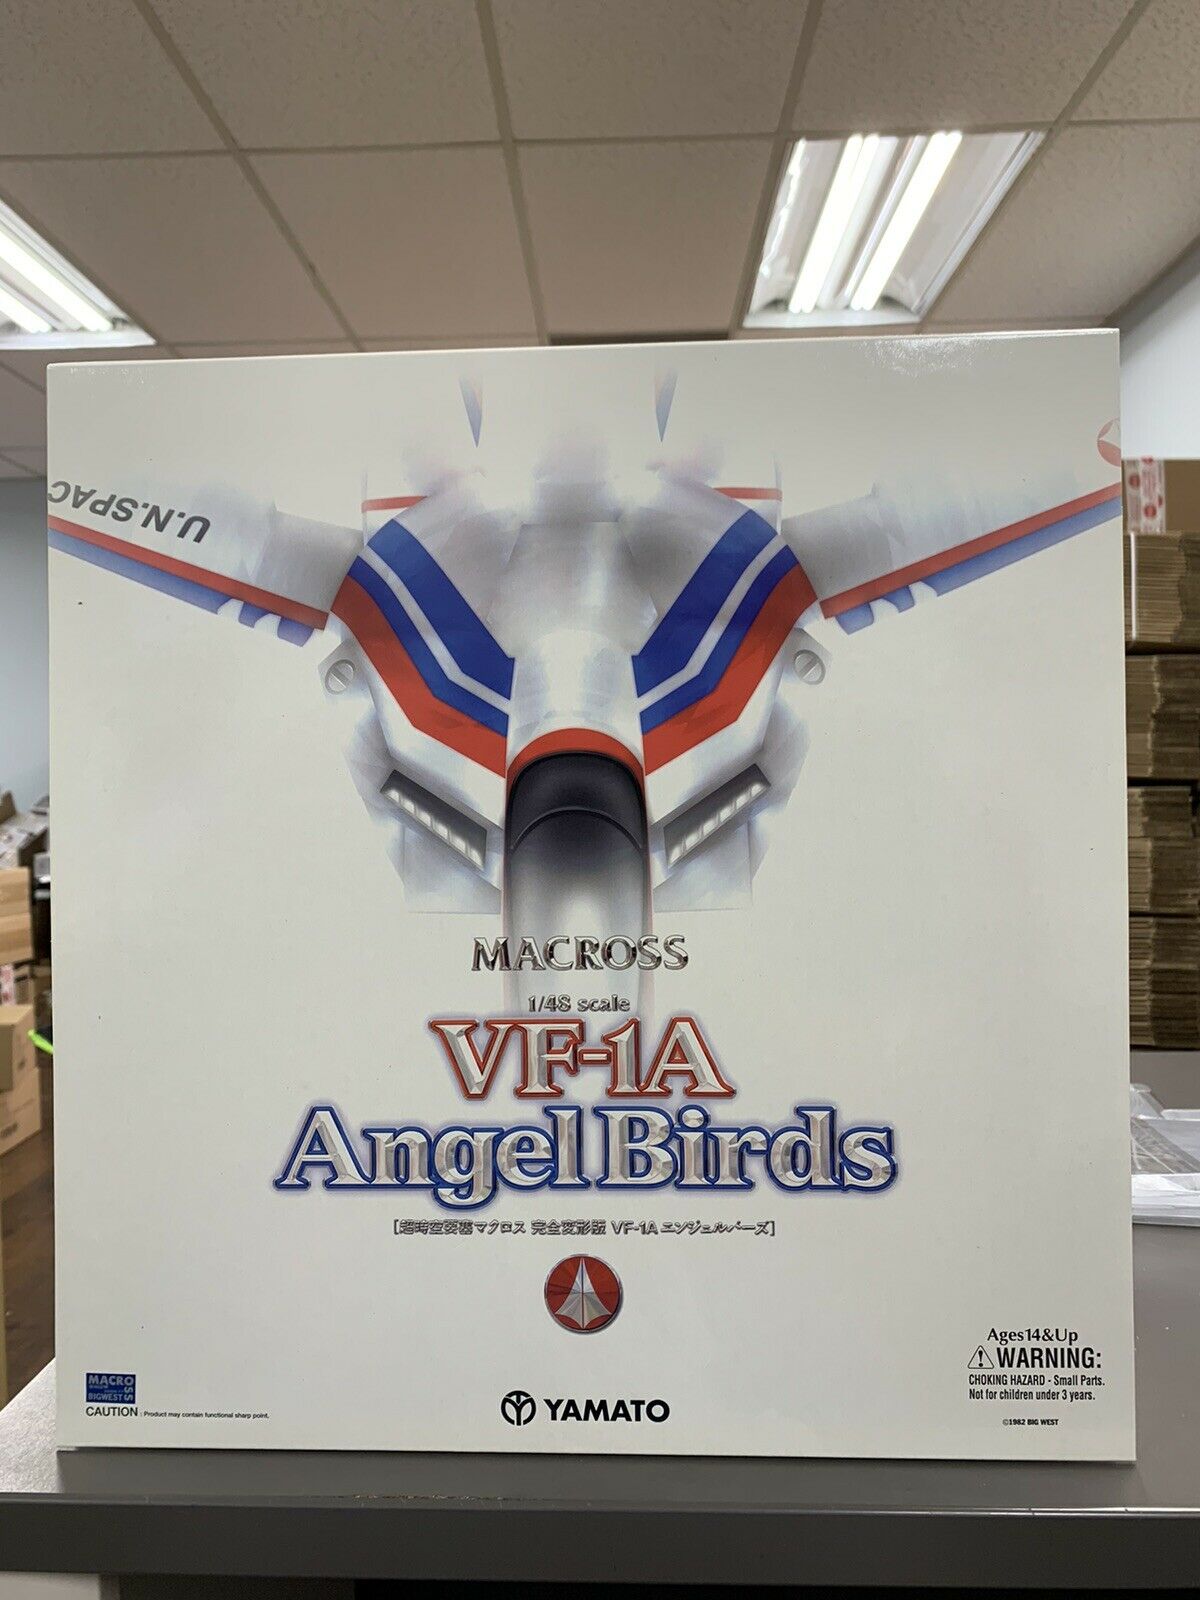 U.N.SPAC
MACROSS
1/48 scale
VF-1A
Angel Birds
[超時空要塞マクロス 完全変形版 VF-1A エンジェルバーズ]
Ages14&Up
WARNING:
CHOKING HAZARD - Small Parts.
Not for children under 3 years.
MACROSS
BIGWEST
CAUTION : Product may contain functional sharp point.
YAMATO
©1982 BIG WEST